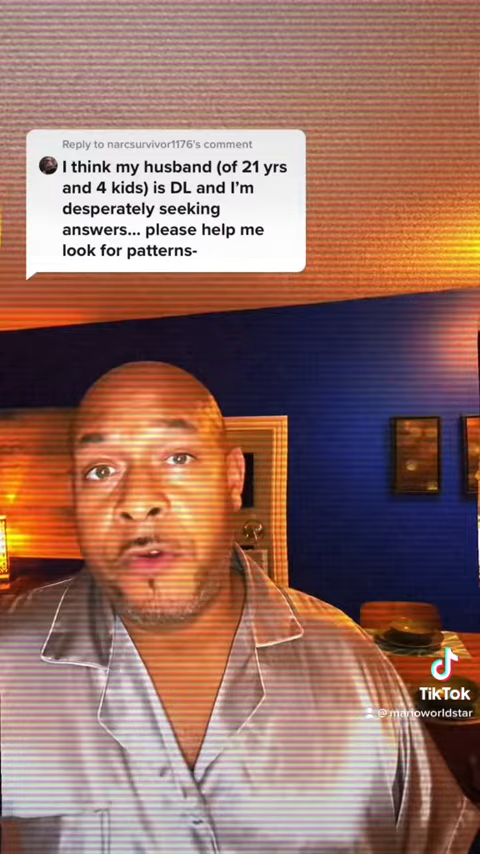 Reply to narcsurvivor1176's comment
I think my husband (of 21 yrs
and 4 kids) is DL and I'm
desperately seeking
answers... please help me
look for patterns-
TikTok
@marioworldstar